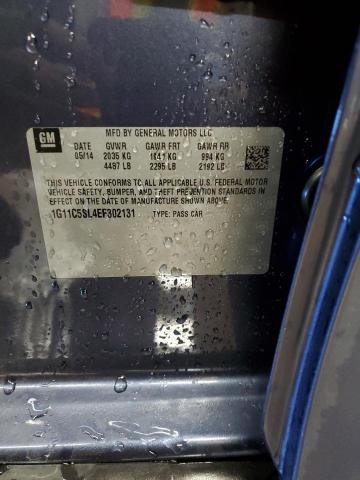 GM
MFD BY GENERAL MOTORS LLC
DATE GVWR GAWR FRT GAWR RR
05/14 2035 KG 1041 KG 994 KG
4487 LB 2295 LB 2192 LB
THIS VEHICLE CONFORMS TO ALL APPLICABLE U.S. FEDERAL MOTOR
VEHICLE SAFETY, BUMPER, AND THEFT PREVENTION STANDARDS IN
EFFECT ON THE DATE OF MANUFACTURE SHOWN ABOVE.
1G11C5SL4EF302131 TYPE: PASS CAR